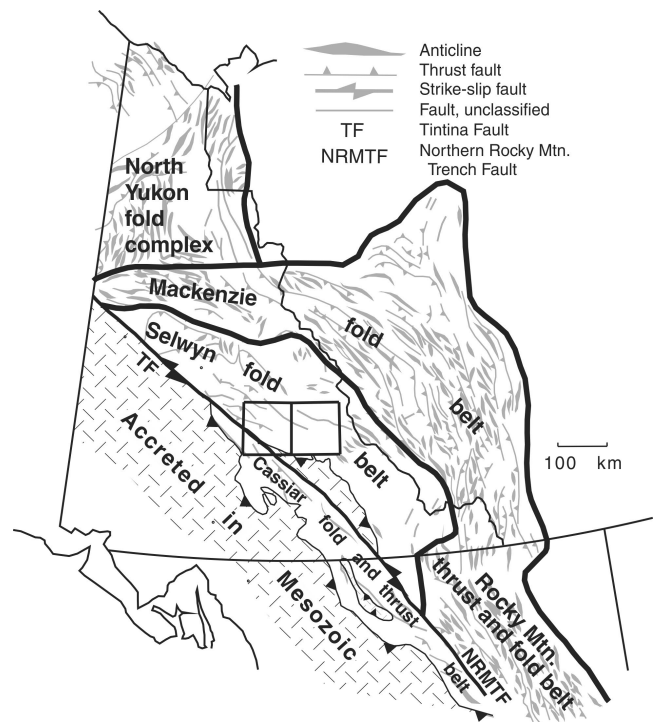 Anticline
Thrust fault
Strike-slip fault
Fault, unclassified
TF Tintina Fault
NRMTF Northern Rocky Mtn.
Trench Fault
North
Yukon
fold
complex
Mackenzie
fold
belt
Selwyn
fold
belt
TF
Accreted
in
Mesozoic
Cassiar
fold
and thrust
belt
100 km
Rocky Mtn.
thrust and fold belt
NRMTF